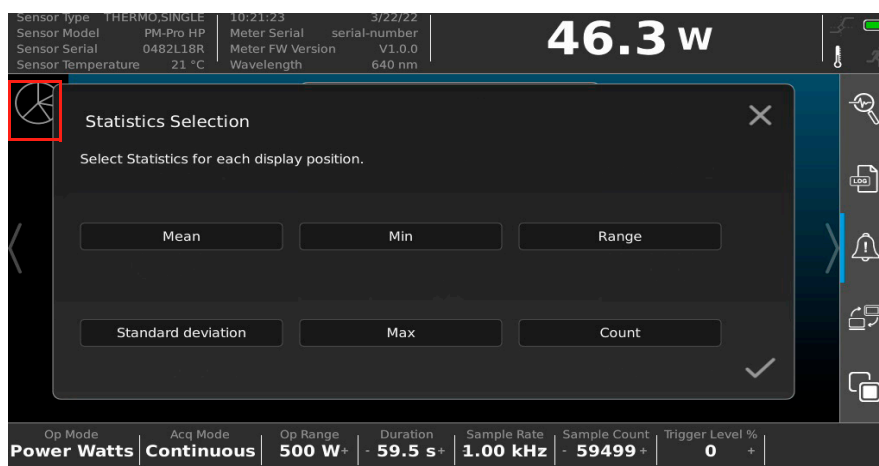 Sensor Type THERMO,SINGLE
Sensor Model PM-Pro HP
Sensor Serial 0482L18R
Sensor Temperature 21 °C
10:21:23 3/22/22
Meter Serial serial-number
Meter FW Version V1.0.0
Wavelength 640 nm
46.3 W
Statistics Selection
Select Statistics for each display position.
Mean Min Range
Standard deviation Max Count
LOG
Op Mode Acq Mode Op Range Duration Sample Rate Sample Count Trigger Level %
Power Watts Continuous 500 W + - 59.5 s + 1.00 kHz - 59499 + 0 +